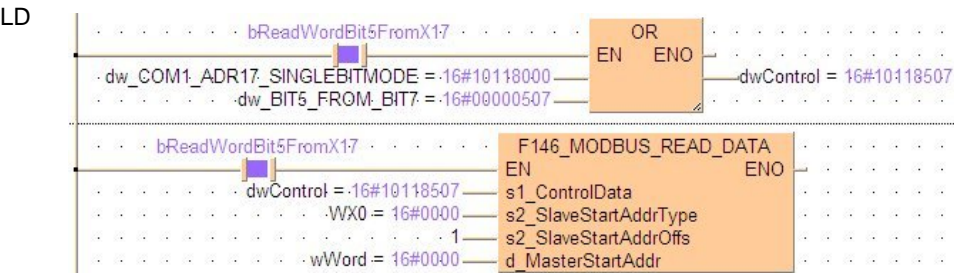 LD
bReadWordBit5FromX17
OR
EN ENO
dw_COM1_ADR17_SINGLEBITMODE = 16#10118000
dwControl = 16#10118507
dw_BIT5_FROM_BIT7 = 16#00000507
bReadWordBit5FromX17
F146_MODBUS_READ_DATA
EN ENO
dwControl = 16#10118507 s1_ControlData
WX0 = 16#0000 s2_SlaveStartAddrType
1 s2_SlaveStartAddrOffs
wWord = 16#0000 d_MasterStartAddr